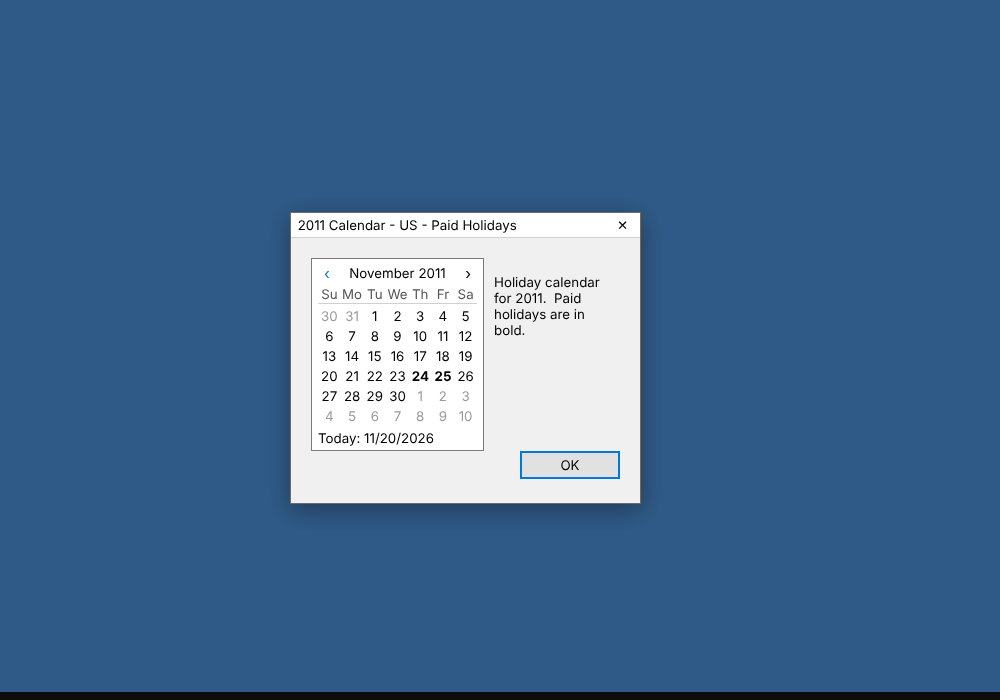 2011 Calendar - US - Paid Holidays ✕
‹ November 2011 ›
Su Mo Tu We Th Fr Sa
30 31 1 2 3 4 5
6 7 8 9 10 11 12
13 14 15 16 17 18 19
20 21 22 23 24 25 26
27 28 29 30 1 2 3
4 5 6 7 8 9 10
Today: 11/20/2026
Holiday calendar
for 2011.  Paid
holidays are in
bold.
OK